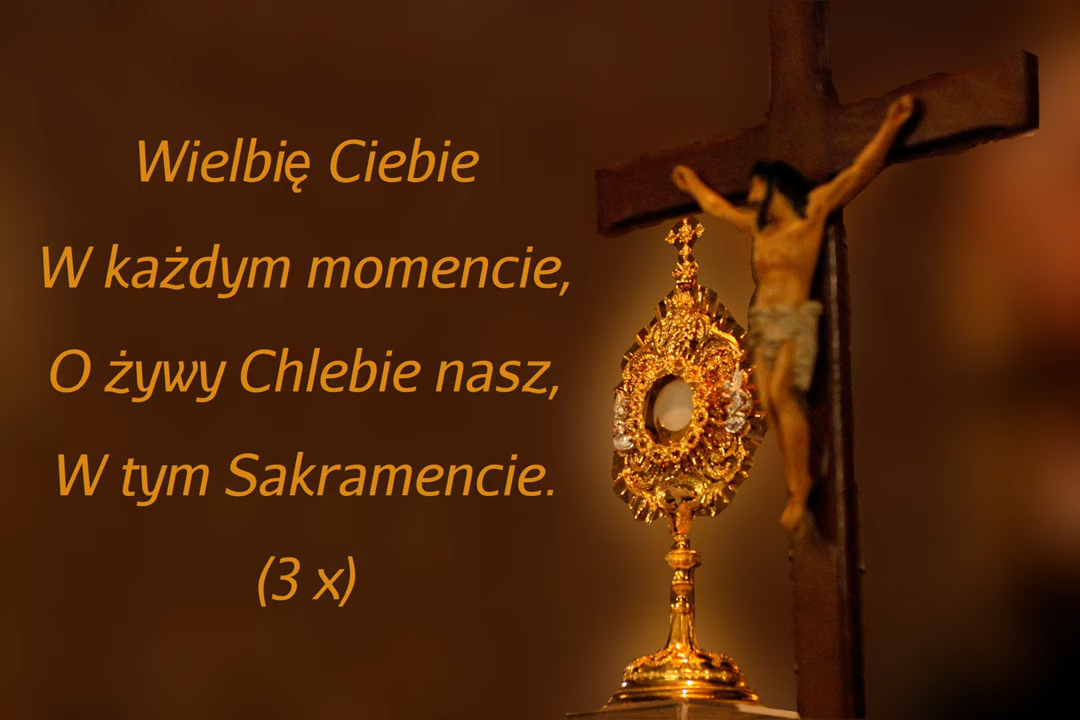 Wielbię Ciebie
W każdym momencie,
O żywy Chlebie nasz,
W tym Sakramencie.
(3 x)